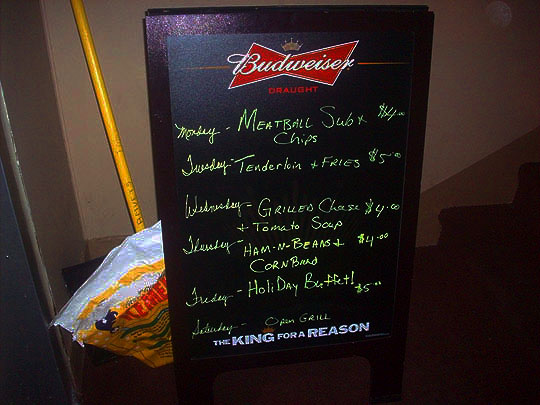 Budweiser
DRAUGHT
Monday - MEATBALL Sub + $4.00
Chips
Tuesday - Tenderloin + FRIES $5.00
Wednesday - GRILLED Chese $4.00
+ Tomato Soup
Thursday - HAM-N-BEANS + $4.00
CORNBREAD
Friday - HoliDay Buffet! $5.00
Saturday - OPEN GRILL
THE KING FOR A REASON